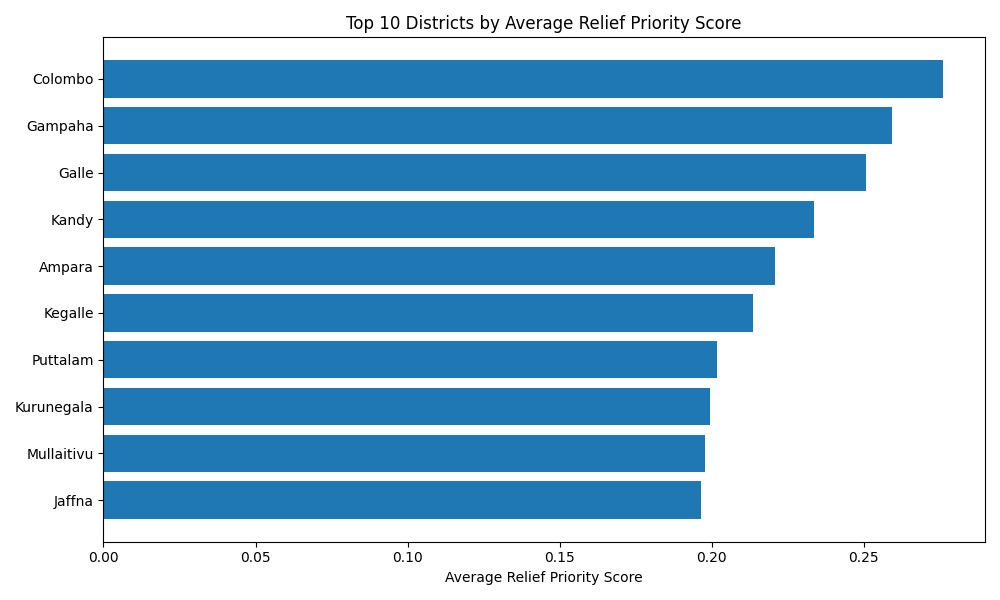 Top 10 Districts by Average Relief Priority Score
Colombo
Gampaha
Galle
Kandy
Ampara
Kegalle
Puttalam
Kurunegala
Mullaitivu
Jaffna
0.00 0.05 0.10 0.15 0.20 0.25
Average Relief Priority Score